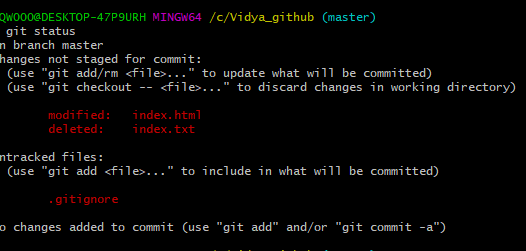 QWOOO@DESKTOP-47P9URH MINGW64 /c/Vidya_github (master)
git status
n branch master
hanges not staged for commit:
(use "git add/rm <file>..." to update what will be committed)
(use "git checkout -- <file>..." to discard changes in working directory)
modified: index.html
deleted: index.txt
ntracked files:
(use "git add <file>..." to include in what will be committed)
.gitignore
o changes added to commit (use "git add" and/or "git commit -a")